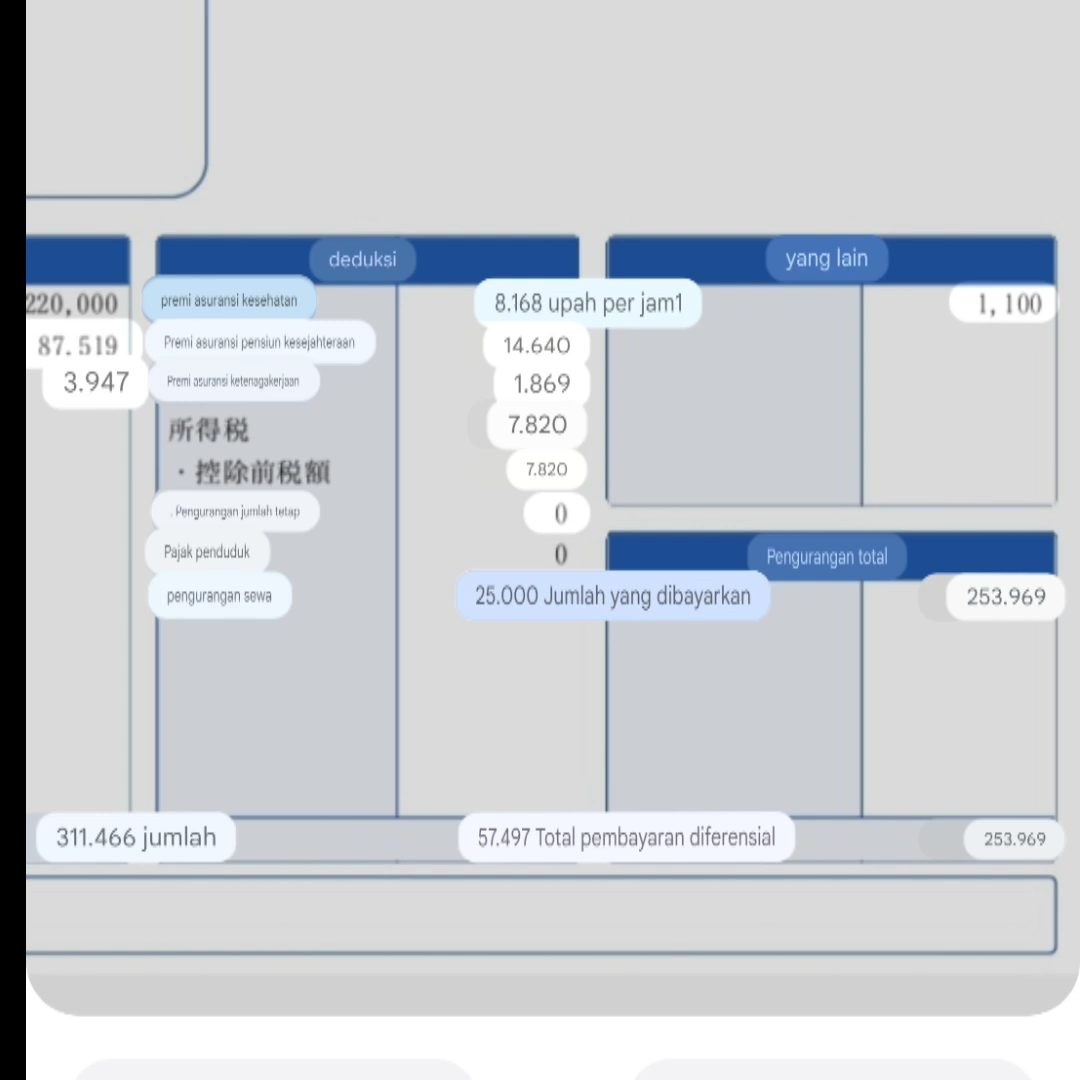 deduksi
yang lain
220,000
premi asuransi kesehatan
8.168 upah per jam1
1,100
87.519
Premi asuransi pensiun kesejahteraan
14.640
3.947
Premi asuransi ketenagakerjaan
1.869
所得税
7.820
・控除前税額
7.820
. Pengurangan jumlah tetap
0
Pajak penduduk
0
Pengurangan total
pengurangan sewa
25.000 Jumlah yang dibayarkan
253.969
311.466 jumlah
57.497 Total pembayaran diferensial
253.969